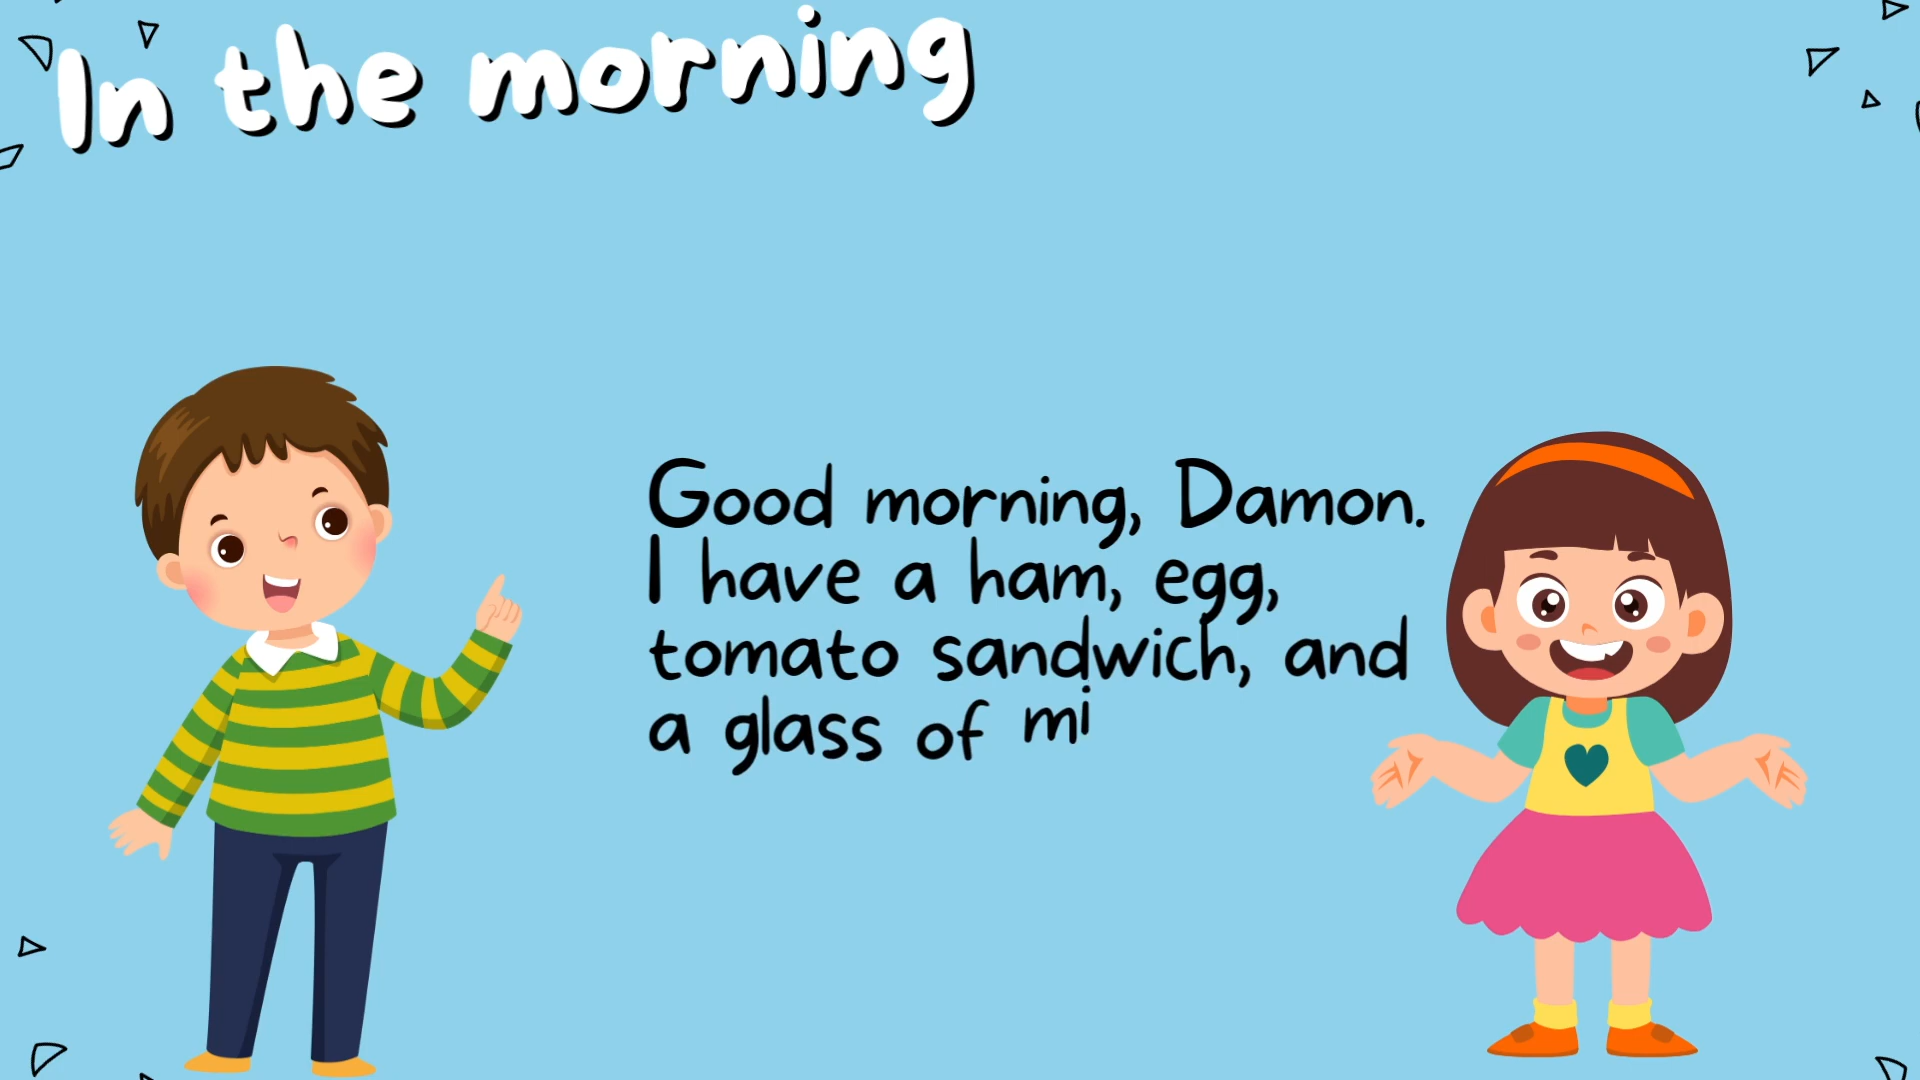 In the morning
Good morning, Damon.
I have a ham, egg,
tomato sandwich, and
a glass of mi